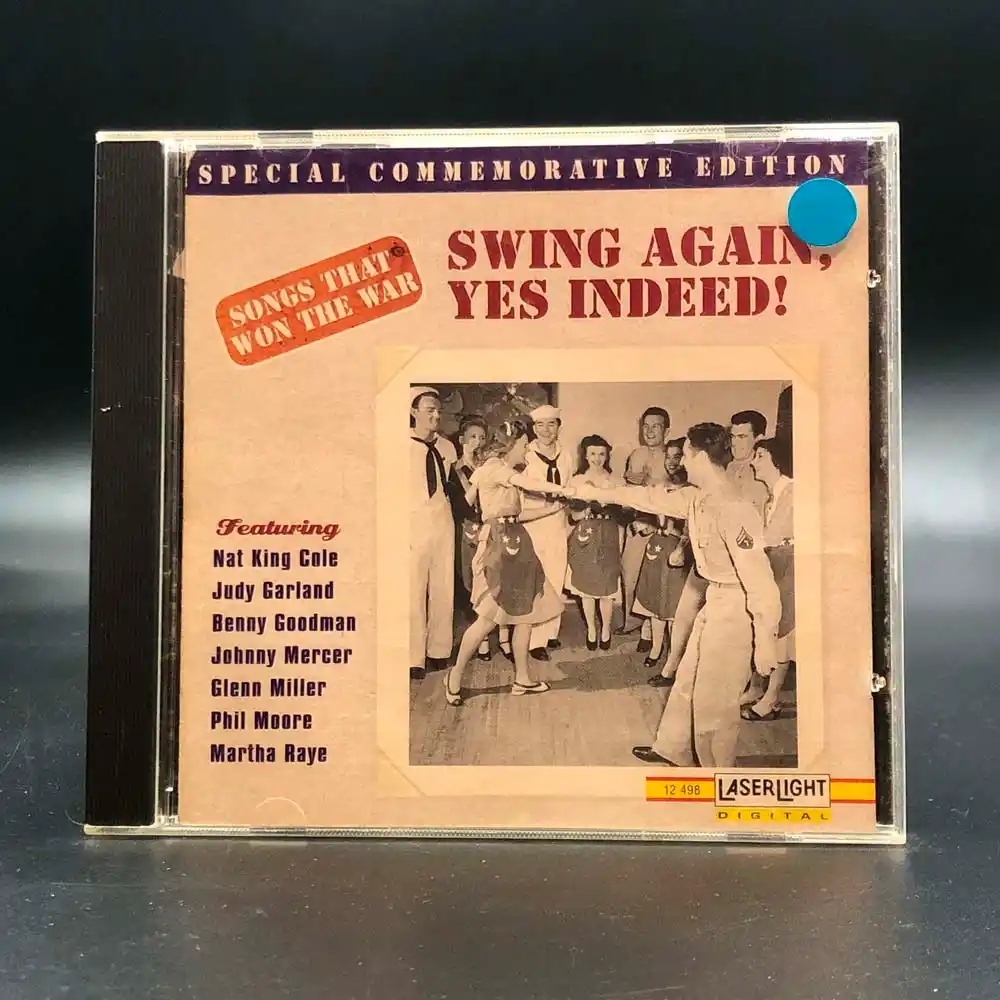 SPECIAL COMMEMORATIVE EDITION
SONGS THAT
WON THE WAR
SWING AGAIN,
YES INDEED!
Featuring
Nat King Cole
Judy Garland
Benny Goodman
Johnny Mercer
Glenn Miller
Phil Moore
Martha Raye
12 498
LASERLIGHT
DIGITAL